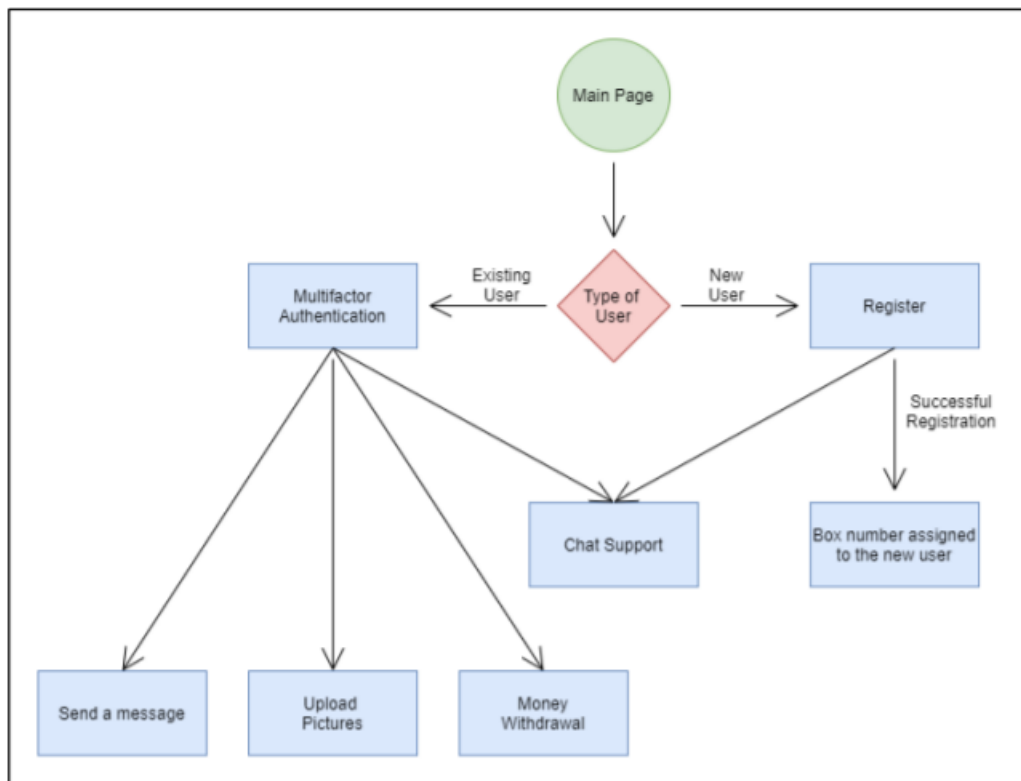 Main Page
Existing
User
Type of
User
New
User
Multifactor
Authentication
Register
Successful
Registration
Chat Support
Box number assigned
to the new user
Send a message
Upload
Pictures
Money
Withdrawal